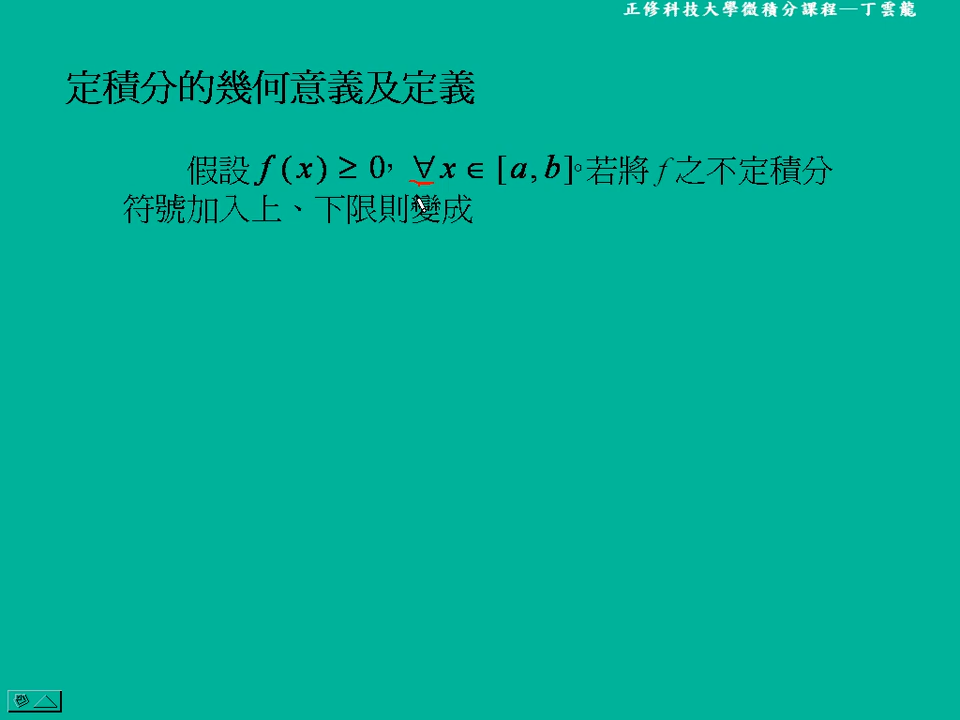 正修科技大學微積分課程—丁雲龍
定積分的幾何意義及定義
假設 f(x) ≥ 0，∀x ∈ [a, b]。若將 f 之不定積分
符號加入上、下限則變成